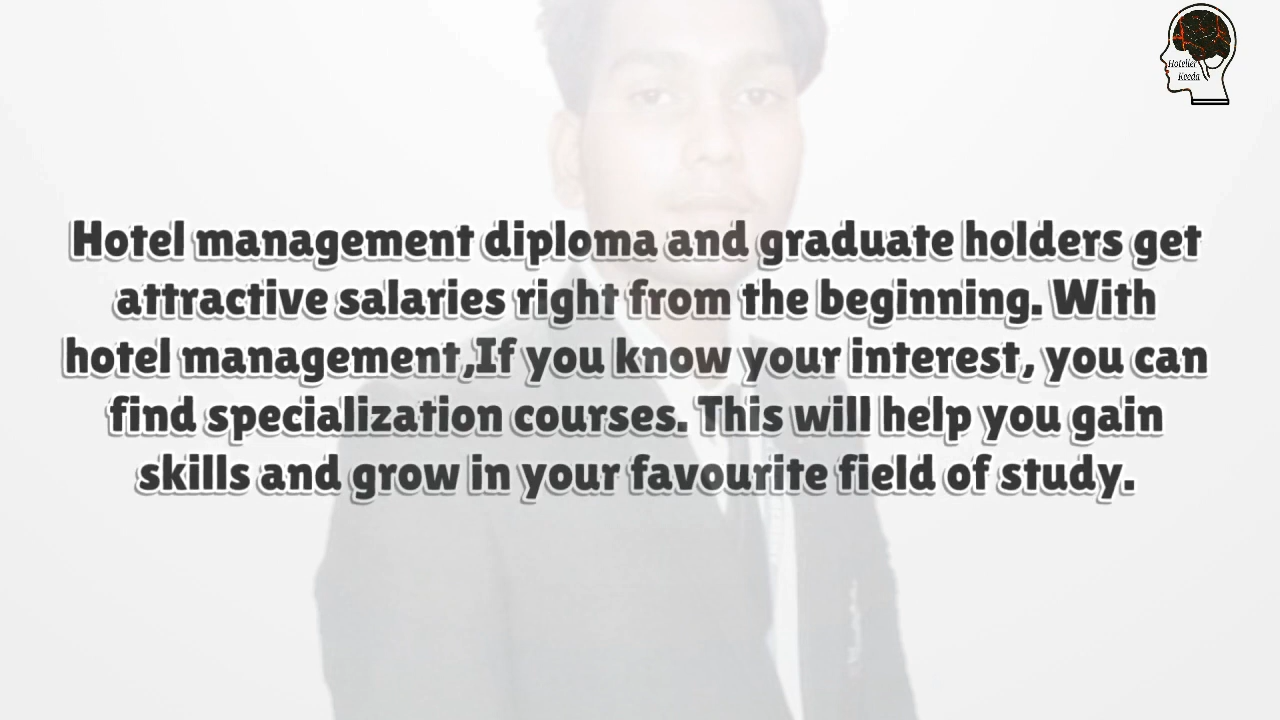 Hotelier
Keeda
Hotel management diploma and graduate holders get
attractive salaries right from the beginning. With
hotel management,If you know your interest, you can
find specialization courses. This will help you gain
skills and grow in your favourite field of study.